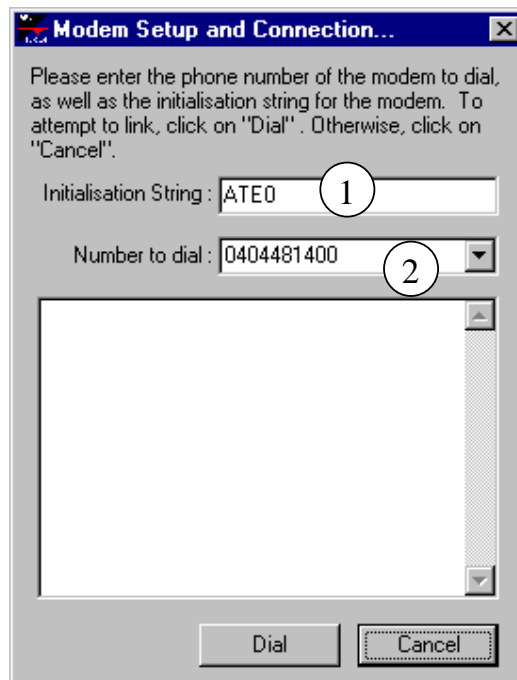 Modem Setup and Connection...
Please enter the phone number of the modem to dial,
as well as the initialisation string for the modem. To
attempt to link, click on "Dial" . Otherwise, click on
"Cancel".
Initialisation String : ATE0 1
Number to dial : 0404481400 2
Dial Cancel